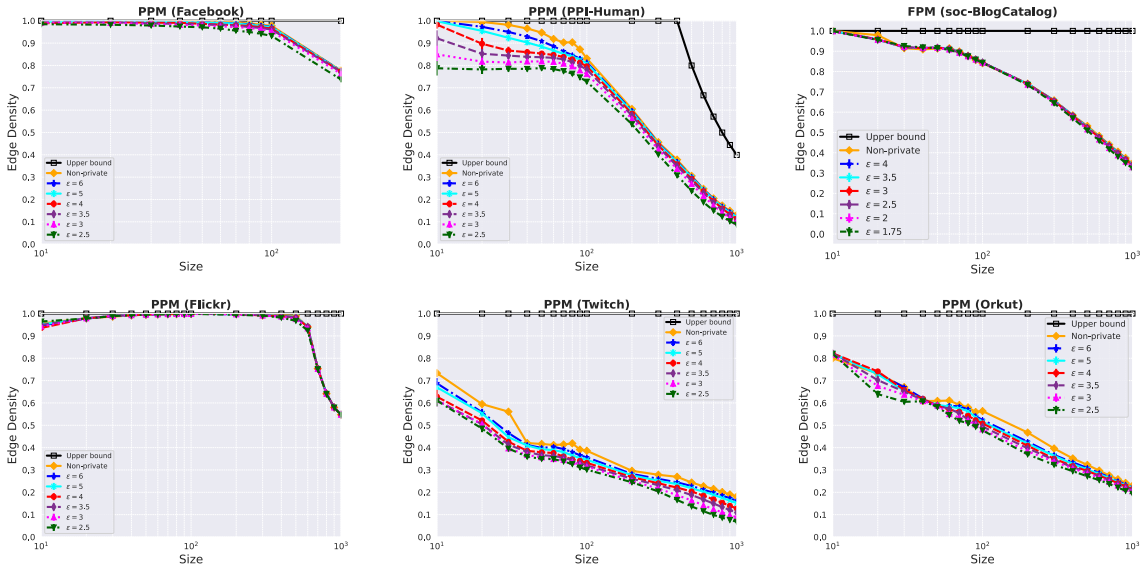 PPM (Facebook)
1.0
0.9
0.8
0.7
0.6
0.5
0.4
0.3
0.2
0.1
0.0
Edge Density
Upper bound
Non-private
ε = 6
ε = 5
ε = 4
ε = 3.5
ε = 3
ε = 2.5
10¹
10²
Size
PPM (PPI-Human)
1.0
0.9
0.8
0.7
0.6
0.5
0.4
0.3
0.2
0.1
0.0
Edge Density
Upper bound
Non-private
ε = 6
ε = 5
ε = 4
ε = 3.5
ε = 3
ε = 2.5
10¹
10²
10³
Size
FPM (soc-BlogCatalog)
1.0
0.9
0.8
0.7
0.6
0.5
0.4
0.3
0.2
0.1
0.0
Edge Density
Upper bound
Non-private
ε = 4
ε = 3.5
ε = 3
ε = 2.5
ε = 2
ε = 1.75
10¹
10²
10³
Size
PPM (Flickr)
1.0
0.9
0.8
0.7
0.6
0.5
0.4
0.3
0.2
0.1
0.0
Edge Density
Upper bound
Non-private
ε = 6
ε = 5
ε = 4
ε = 3.5
ε = 3
ε = 2.5
10¹
10²
10³
Size
PPM (Twitch)
1.0
0.9
0.8
0.7
0.6
0.5
0.4
0.3
0.2
0.1
0.0
Edge Density
Upper bound
Non-private
ε = 6
ε = 5
ε = 4
ε = 3.5
ε = 3
ε = 2.5
10¹
10²
10³
Size
PPM (Orkut)
1.0
0.9
0.8
0.7
0.6
0.5
0.4
0.3
0.2
0.1
0.0
Edge Density
Upper bound
Non-private
ε = 6
ε = 5
ε = 4
ε = 3.5
ε = 3
ε = 2.5
10¹
10²
10³
Size